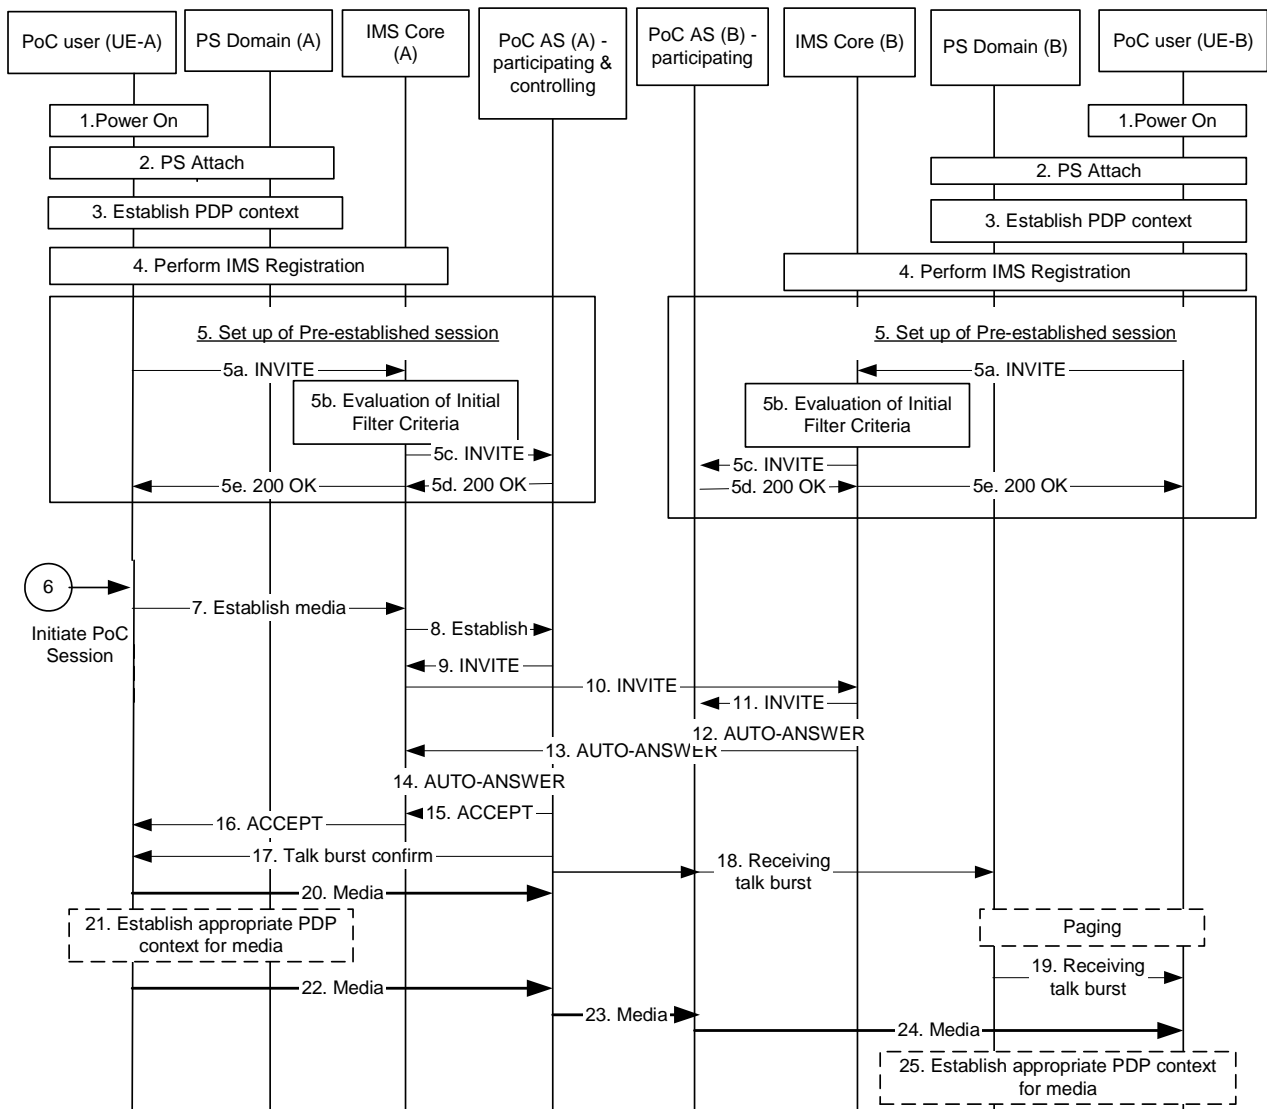 PoC user (UE-A)
PS Domain (A)
IMS Core
(A)
PoC AS (A) -
participating &
controlling
PoC AS (B) -
participating
IMS Core (B)
PS Domain (B)
PoC user (UE-B)
1.Power On
1.Power On
2. PS Attach
2. PS Attach
3. Establish PDP context
3. Establish PDP context
4. Perform IMS Registration
4. Perform IMS Registration
5. Set up of Pre-established session
5. Set up of Pre-established session
5a. INVITE
5a. INVITE
5b. Evaluation of Initial
Filter Criteria
5b. Evaluation of Initial
Filter Criteria
5c. INVITE
5c. INVITE
5e. 200 OK
5d. 200 OK
5d. 200 OK
5e. 200 OK
6
Initiate PoC
Session
7. Establish media
8. Establish
9. INVITE
10. INVITE
11. INVITE
12. AUTO-ANSWER
13. AUTO-ANSWER
14. AUTO-ANSWER
15. ACCEPT
16. ACCEPT
17. Talk burst confirm
18. Receiving
talk burst
20. Media
21. Establish appropriate PDP
context for media
Paging
19. Receiving
talk burst
22. Media
23. Media
24. Media
25. Establish appropriate PDP context
for media